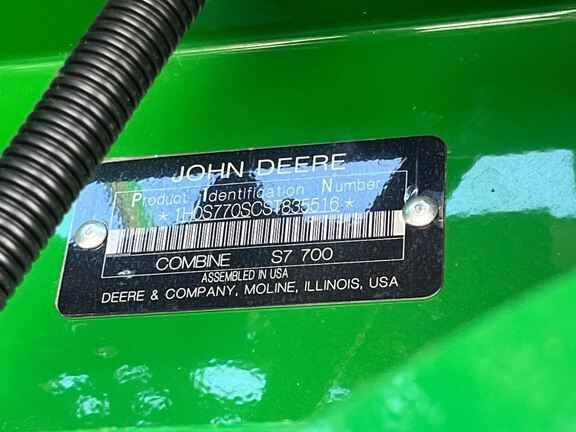 JOHN DEERE
Product Identification Number
*1H0S770SCST835516*
COMBINE S7 700
ASSEMBLED IN USA
DEERE & COMPANY, MOLINE, ILLINOIS, USA